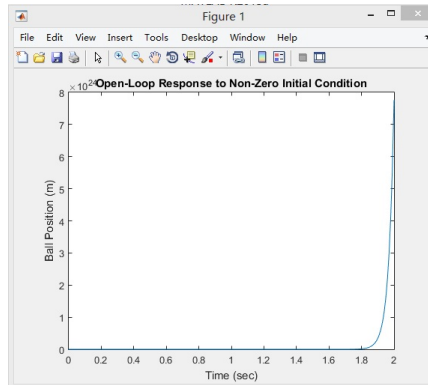 Figure 1
File Edit View Insert Tools Desktop Window Help
×10^24 Open-Loop Response to Non-Zero Initial Condition
8
7
6
5
4
3
2
1
0
Ball Position (m)
0 0.2 0.4 0.6 0.8 1 1.2 1.4 1.6 1.8 2
Time (sec)